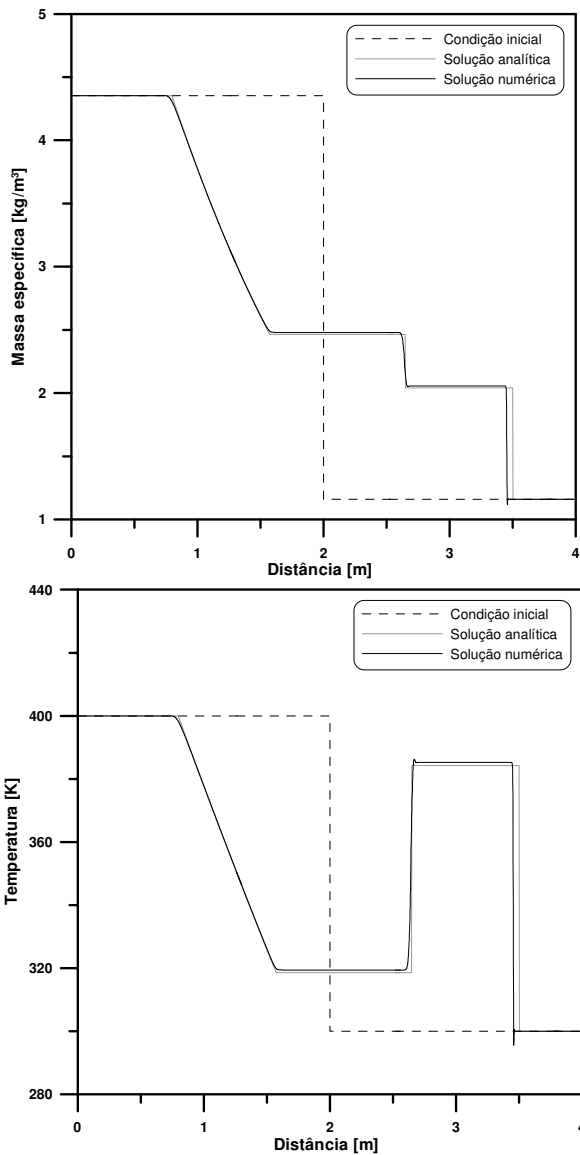 5
4
3
2
1
Massa específica [kg/m³]
Condição inicial
Solução analítica
Solução numérica
0
1
2
3
4
Distância [m]
440
400
360
320
280
Temperatura [K]
Condição inicial
Solução analítica
Solução numérica
0
1
2
3
4
Distância [m]